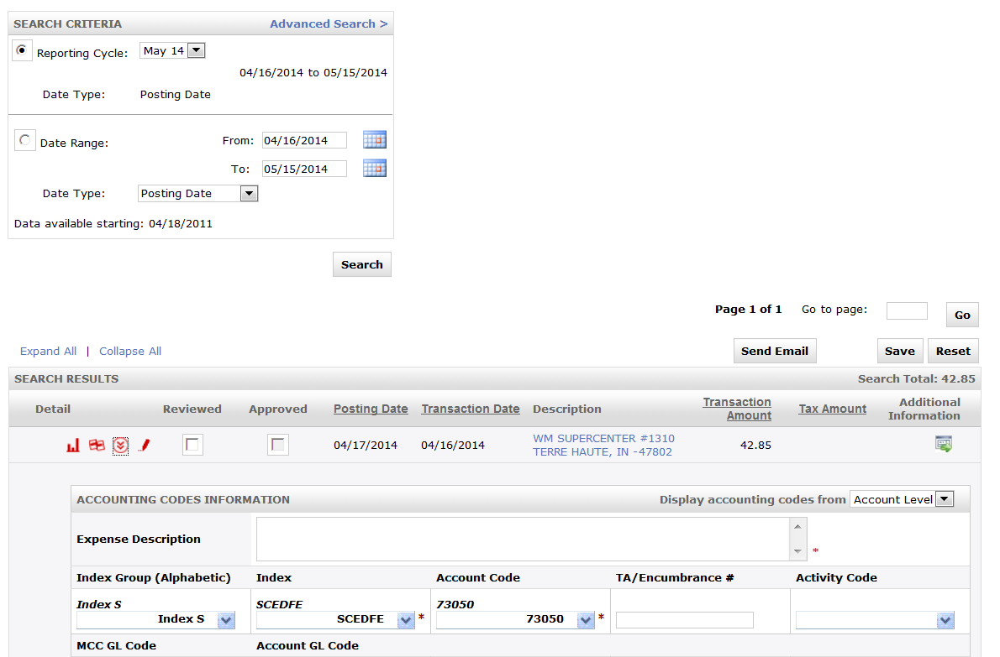 SEARCH CRITERIA Advanced Search >
Reporting Cycle: May 14
04/16/2014 to 05/15/2014
Date Type: Posting Date
Date Range: From: 04/16/2014
To: 05/15/2014
Date Type: Posting Date
Data available starting: 04/18/2011
Search
Page 1 of 1 Go to page: Go
Expand All | Collapse All Send Email Save Reset
SEARCH RESULTS Search Total: 42.85
Detail Reviewed Approved Posting Date Transaction Date Description Transaction Amount Tax Amount Additional Information
04/17/2014 04/16/2014 WM SUPERCENTER #1310 42.85
TERRE HAUTE, IN -47802
ACCOUNTING CODES INFORMATION Display accounting codes from Account Level
Expense Description *
Index Group (Alphabetic) Index Account Code TA/Encumbrance # Activity Code
Index S SCEDFE 73050
Index S SCEDFE * 73050 *
MCC GL Code Account GL Code